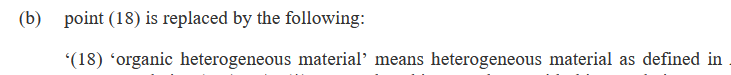 (b) point (18) is replaced by the following:
‘(18) ‘organic heterogeneous material’ means heterogeneous material as defined in